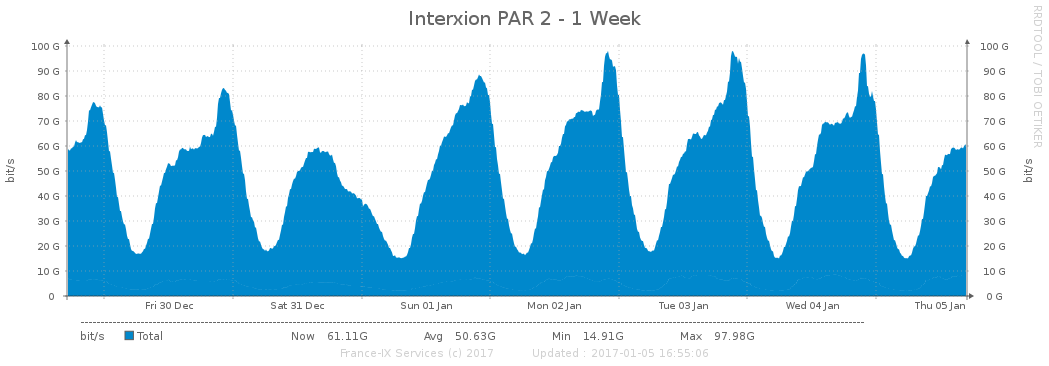 Interxion PAR 2 - 1 Week
RRDTOOL / TOBI OETIKER
bit/s
100 G 100 G
90 G 90 G
80 G 80 G
70 G 70 G
60 G 60 G
50 G 50 G
40 G 40 G
30 G 30 G
20 G 20 G
10 G 10 G
0 0 G
bit/s
Fri 30 Dec Sat 31 Dec Sun 01 Jan Mon 02 Jan Tue 03 Jan Wed 04 Jan Thu 05 Jan
bit/s Total Now 61.11G Avg 50.63G Min 14.91G Max 97.98G
France-IX Services (c) 2017 Updated : 2017-01-05 16:55:06